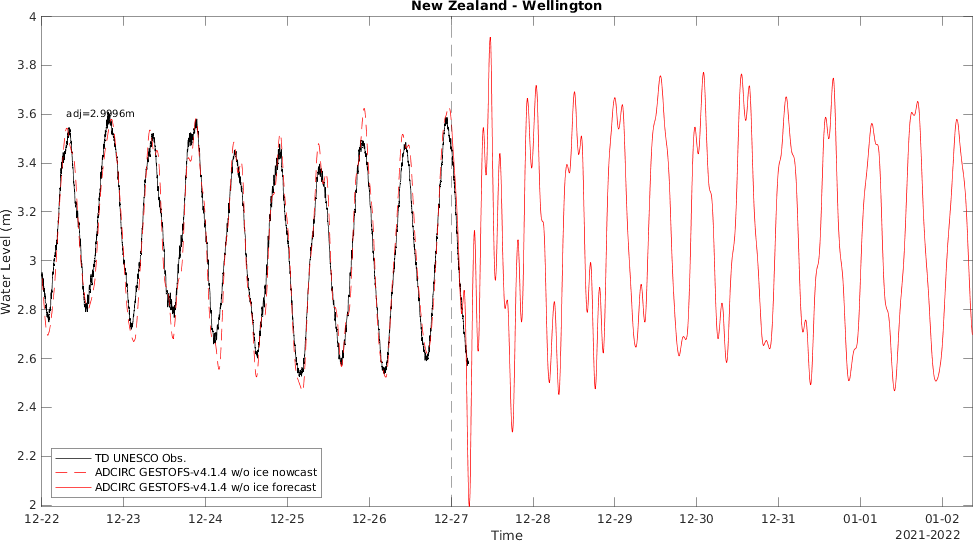 New Zealand - Wellington
4
3.8
3.6
3.4
3.2
3
2.8
2.6
2.4
2.2
2
Water Level (m)
adj=2.9996m
TD UNESCO Obs.
ADCIRC GESTOFS-v4.1.4 w/o ice nowcast
ADCIRC GESTOFS-v4.1.4 w/o ice forecast
12-22 12-23 12-24 12-25 12-26 12-27 12-28 12-29 12-30 12-31 01-01 01-02
Time
2021-2022